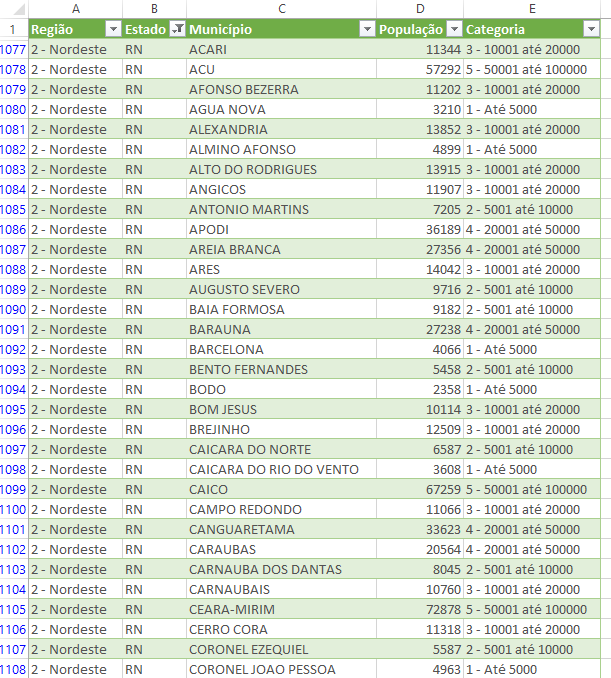 A B C D E
1 Região Estado Município População Categoria
1077 2 - Nordeste RN ACARI 11344 3 - 10001 até 20000
1078 2 - Nordeste RN ACU 57292 5 - 50001 até 100000
1079 2 - Nordeste RN AFONSO BEZERRA 11202 3 - 10001 até 20000
1080 2 - Nordeste RN AGUA NOVA 3210 1 - Até 5000
1081 2 - Nordeste RN ALEXANDRIA 13852 3 - 10001 até 20000
1082 2 - Nordeste RN ALMINO AFONSO 4899 1 - Até 5000
1083 2 - Nordeste RN ALTO DO RODRIGUES 13915 3 - 10001 até 20000
1084 2 - Nordeste RN ANGICOS 11907 3 - 10001 até 20000
1085 2 - Nordeste RN ANTONIO MARTINS 7205 2 - 5001 até 10000
1086 2 - Nordeste RN APODI 36189 4 - 20001 até 50000
1087 2 - Nordeste RN AREIA BRANCA 27356 4 - 20001 até 50000
1088 2 - Nordeste RN ARES 14042 3 - 10001 até 20000
1089 2 - Nordeste RN AUGUSTO SEVERO 9716 2 - 5001 até 10000
1090 2 - Nordeste RN BAIA FORMOSA 9182 2 - 5001 até 10000
1091 2 - Nordeste RN BARAUNA 27238 4 - 20001 até 50000
1092 2 - Nordeste RN BARCELONA 4066 1 - Até 5000
1093 2 - Nordeste RN BENTO FERNANDES 5458 2 - 5001 até 10000
1094 2 - Nordeste RN BODO 2358 1 - Até 5000
1095 2 - Nordeste RN BOM JESUS 10114 3 - 10001 até 20000
1096 2 - Nordeste RN BREJINHO 12509 3 - 10001 até 20000
1097 2 - Nordeste RN CAICARA DO NORTE 6587 2 - 5001 até 10000
1098 2 - Nordeste RN CAICARA DO RIO DO VENTO 3608 1 - Até 5000
1099 2 - Nordeste RN CAICO 67259 5 - 50001 até 100000
1100 2 - Nordeste RN CAMPO REDONDO 11066 3 - 10001 até 20000
1101 2 - Nordeste RN CANGUARETAMA 33623 4 - 20001 até 50000
1102 2 - Nordeste RN CARAUBAS 20564 4 - 20001 até 50000
1103 2 - Nordeste RN CARNAUBA DOS DANTAS 8045 2 - 5001 até 10000
1104 2 - Nordeste RN CARNAUBAIS 10760 3 - 10001 até 20000
1105 2 - Nordeste RN CEARA-MIRIM 72878 5 - 50001 até 100000
1106 2 - Nordeste RN CERRO CORA 11318 3 - 10001 até 20000
1107 2 - Nordeste RN CORONEL EZEQUIEL 5587 2 - 5001 até 10000
1108 2 - Nordeste RN CORONEL JOAO PESSOA 4963 1 - Até 5000